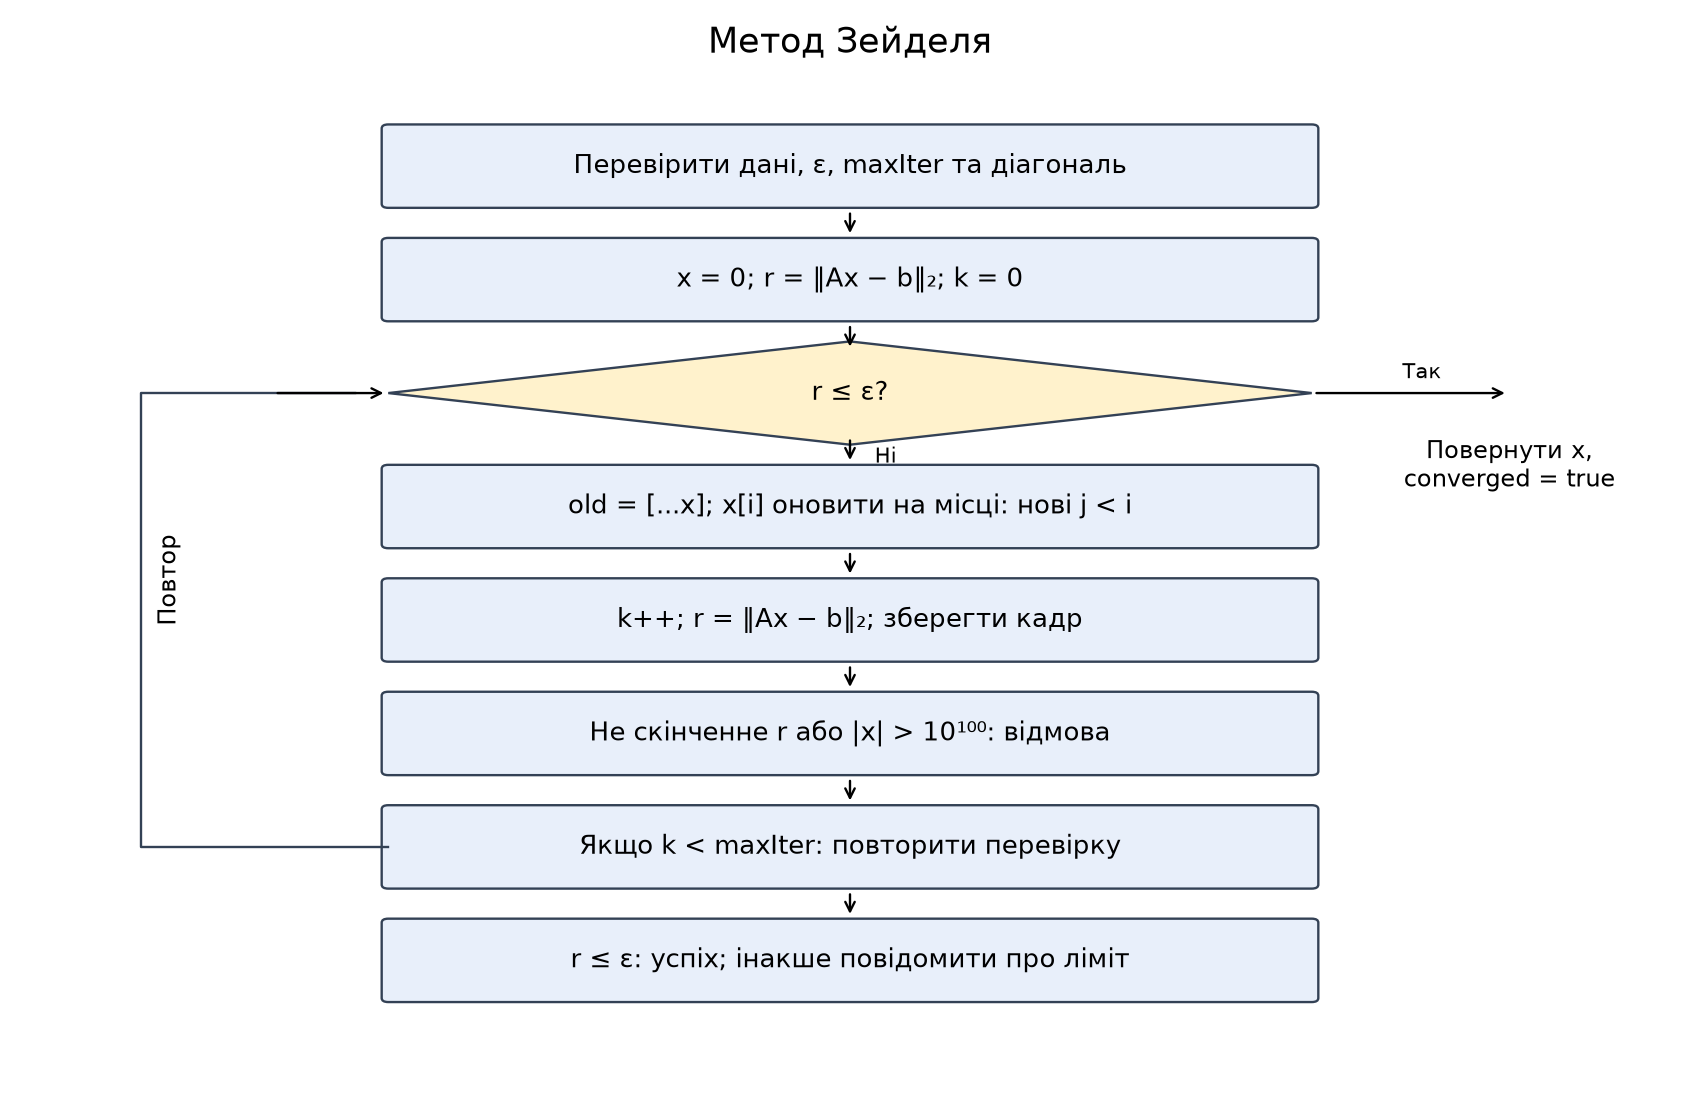 Метод Зейделя
Перевірити дані, ε, maxIter та діагональ
x = 0; r = ‖Ax − b‖₂; k = 0
r ≤ ε?
Так
Повернути x,
converged = true
Ні
old = [...x]; x[i] оновити на місці: нові j < i
k++; r = ‖Ax − b‖₂; зберегти кадр
Повтор
Не скінченне r або |x| > 10¹⁰⁰: відмова
Якщо k < maxIter: повторити перевірку
r ≤ ε: успіх; інакше повідомити про ліміт